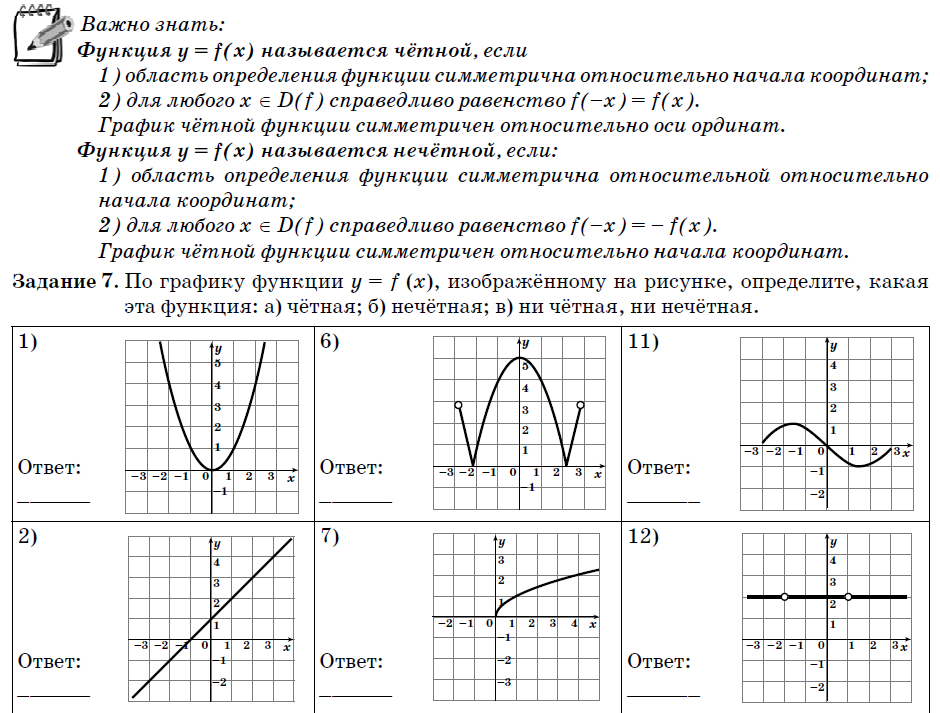 Важно знать:
Функция y = f(x) называется чётной, если
1) область определения функции симметрична относительно начала координат;
2) для любого x ∈ D(f) справедливо равенство f(−x) = f(x).
График чётной функции симметричен относительно оси ординат.
Функция y = f(x) называется нечётной, если:
1) область определения функции симметрична относительной относительно
начала координат;
2) для любого x ∈ D(f) справедливо равенство f(−x) = − f(x).
График чётной функции симметричен относительно начала координат.
Задание 7. По графику функции y = f (x), изображённому на рисунке, определите, какая
эта функция: а) чётная; б) нечётная; в) ни чётная, ни нечётная.
1)
y
5
4
3
2
1
−3 −2 −1 0 1 2 3 x
−1
Ответ:
_______
6)
y
5
4
3
2
1
−3 −2 −1 0 1 2 3 x
−1
Ответ:
_______
11)
y
4
3
2
1
−3 −2 −1 0 1 2 3 x
−1
−2
Ответ:
_______
2)
y
4
3
2
1
−3 −2 −1 0 1 2 3 x
−1
−2
Ответ:
_______
7)
y
3
2
1
−2 −1 0 1 2 3 4 x
−1
−2
−3
Ответ:
_______
12)
y
4
3
2
1
−3 −2 −1 0 1 2 3 x
−1
−2
Ответ:
_______